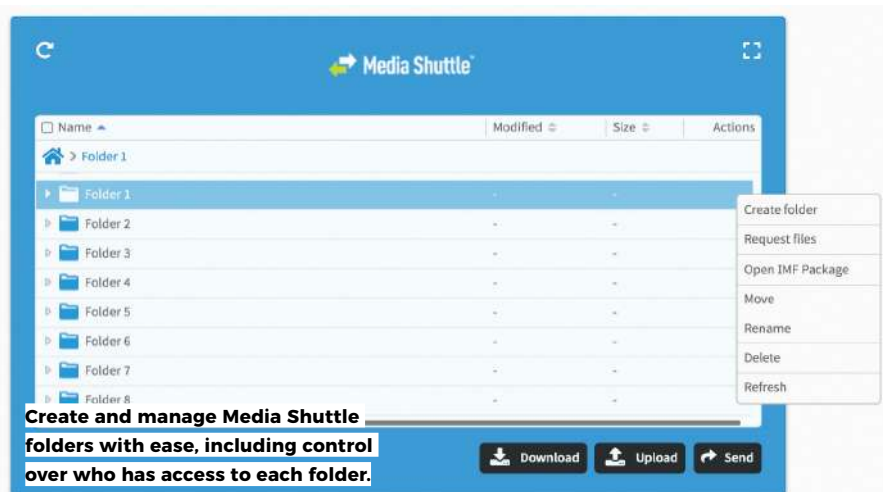 Media Shuttle
Name Modified Size Actions
> Folder 1
Folder 1 - -
Folder 2 - -
Folder 3 - -
Folder 4 - -
Folder 5 - -
Folder 6 - -
Folder 7 - -
Folder 8 - -
Create folder
Request files
Open IMF Package
Move
Rename
Delete
Refresh
Create and manage Media Shuttle
folders with ease, including control
over who has access to each folder.
Download Upload Send